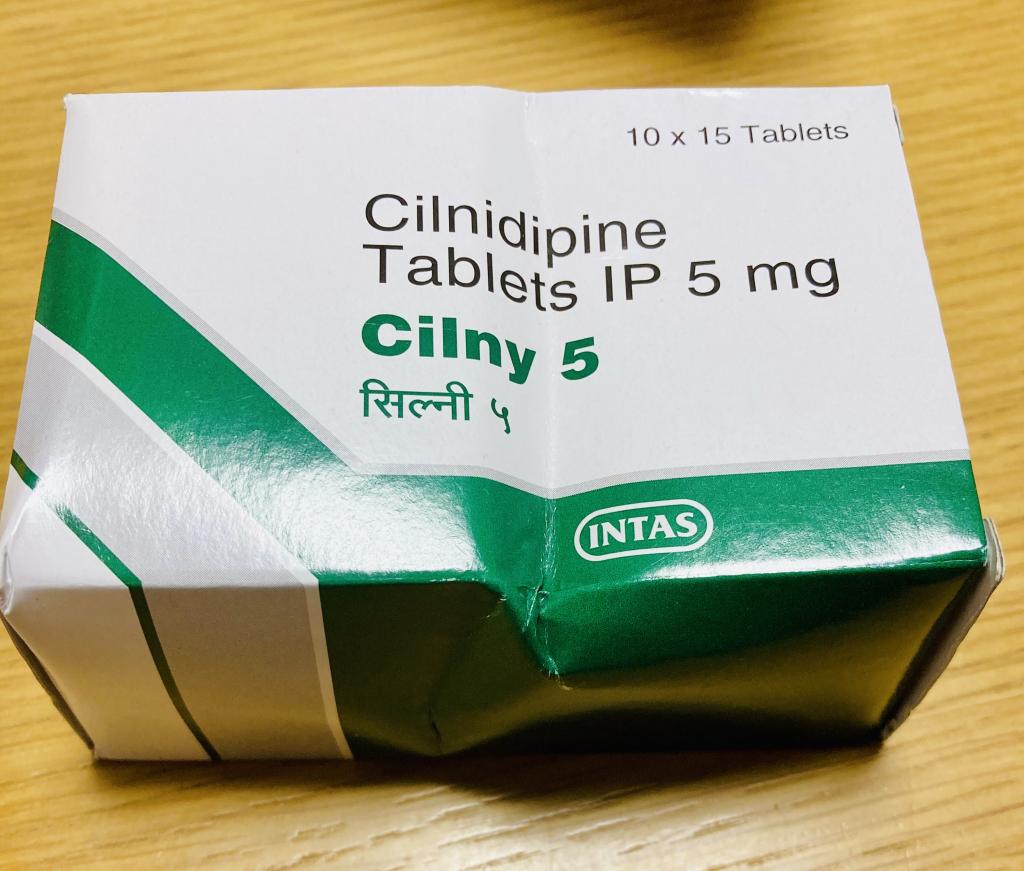 10 x 15 Tablets
Cilnidipine
Tablets IP 5 mg
Cilny 5
सिल्नी ५
INTAS